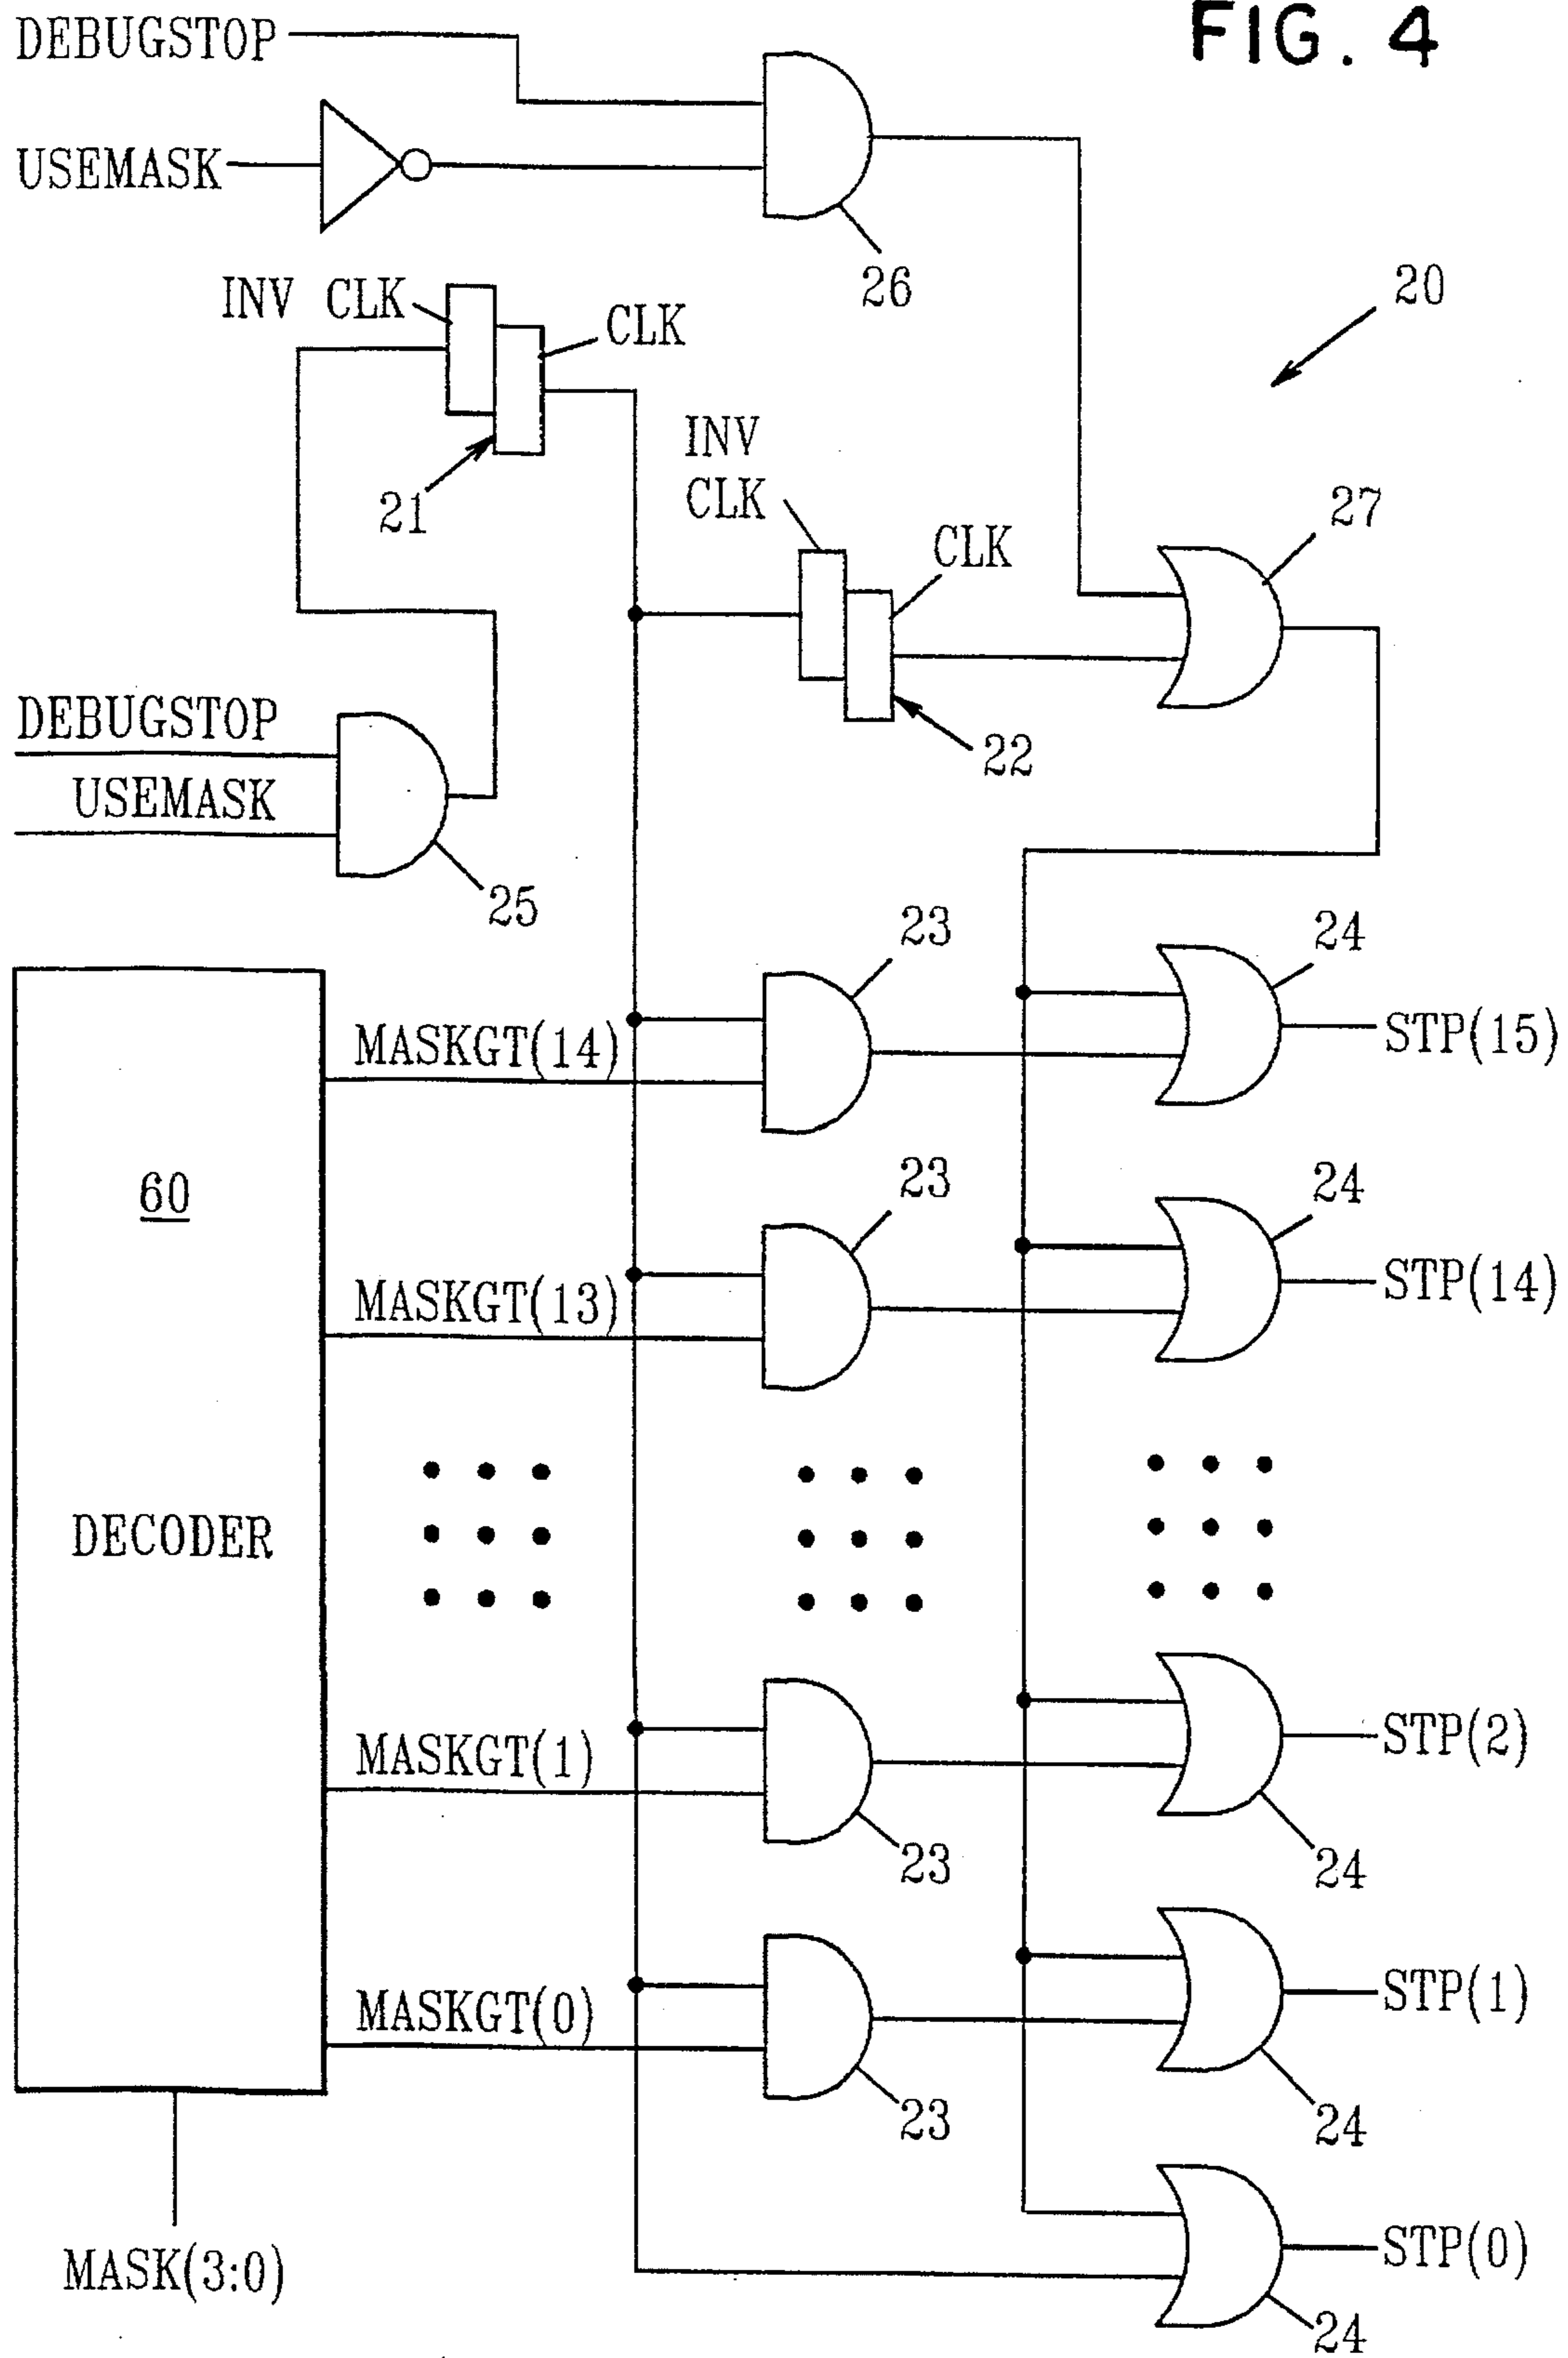 FIG. 4
DEBUGSTOP
USEMASK
26
20
INV CLK
CLK
21
INV
CLK
CLK
27
22
DEBUGSTOP
USEMASK
25
23
24
MASKGT(14)
STP(15)
60
23
24
MASKGT(13)
STP(14)
DECODER
MASKGT(1)
STP(2)
23
24
MASKGT(0)
STP(1)
23
24
MASK(3:0)
STP(0)
24